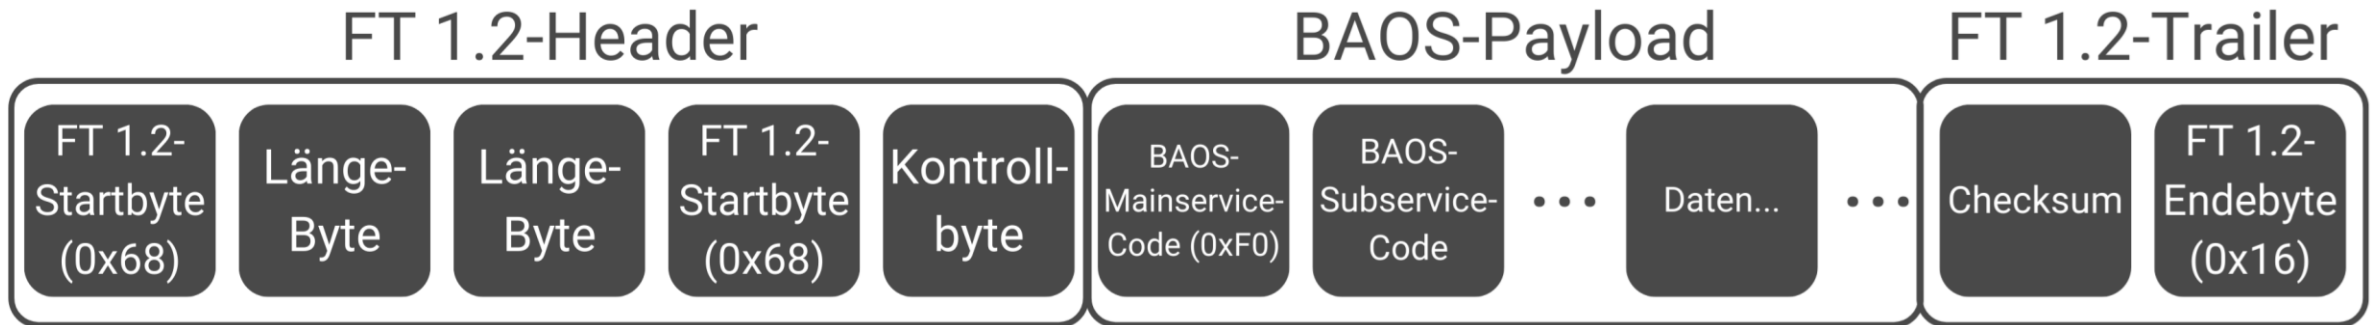 FT 1.2-Header
BAOS-Payload
FT 1.2-Trailer
FT 1.2-
Startbyte
(0x68)
Länge-
Byte
Länge-
Byte
FT 1.2-
Startbyte
(0x68)
Kontroll-
byte
BAOS-
Mainservice-
Code (0xF0)
BAOS-
Subservice-
Code
...
Daten...
...
Checksum
FT 1.2-
Endebyte
(0x16)